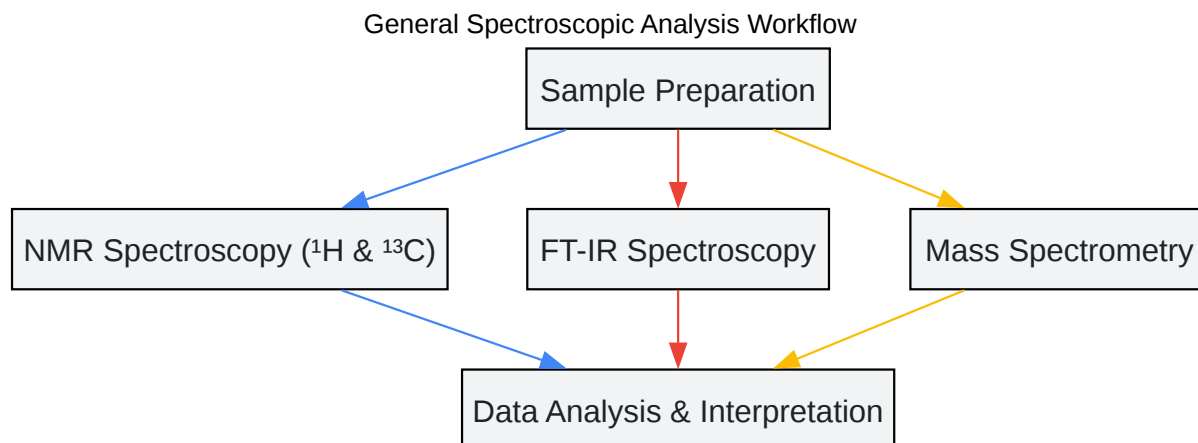 General Spectroscopic Analysis Workflow
Sample Preparation
NMR Spectroscopy (¹H & ¹³C)
FT-IR Spectroscopy
Mass Spectrometry
Data Analysis & Interpretation